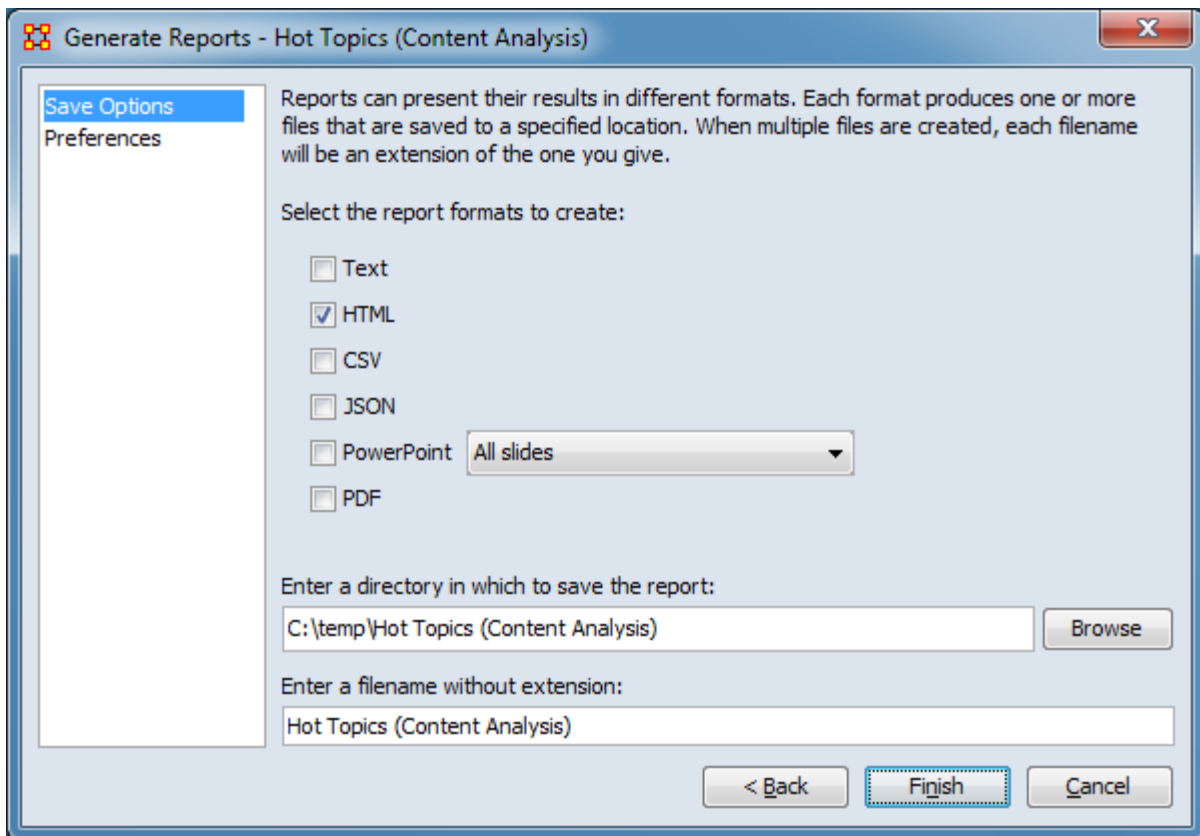 Generate Reports - Hot Topics (Content Analysis)
Save Options
Preferences
Reports can present their results in different formats. Each format produces one or more
files that are saved to a specified location. When multiple files are created, each filename
will be an extension of the one you give.
Select the report formats to create:
Text
HTML
CSV
JSON
PowerPoint All slides
PDF
Enter a directory in which to save the report:
C:\temp\Hot Topics (Content Analysis) Browse
Enter a filename without extension:
Hot Topics (Content Analysis)
< Back Finish Cancel